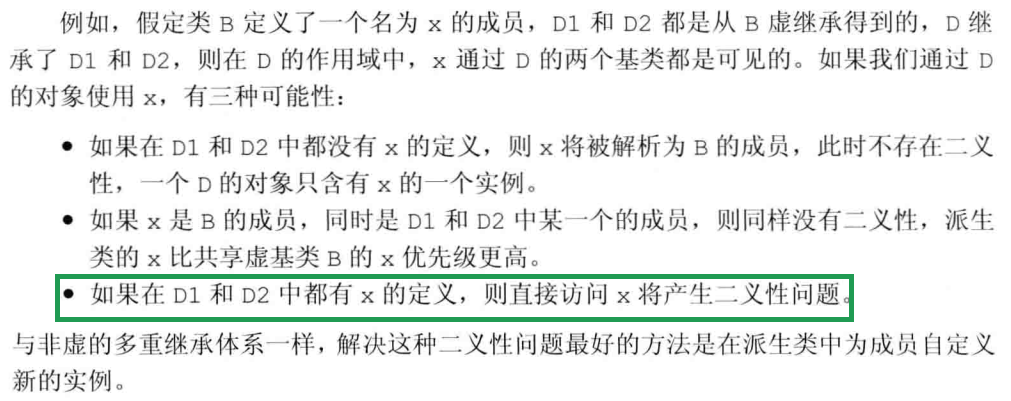 例如，假定类 B 定义了一个名为 x 的成员，D1 和 D2 都是从 B 虚继承得到的，D 继
承了 D1 和 D2，则在 D 的作用域中，x 通过 D 的两个基类都是可见的。如果我们通过 D
的对象使用 x，有三种可能性：
● 如果在 D1 和 D2 中都没有 x 的定义，则 x 将被解析为 B 的成员，此时不存在二义
性，一个 D 的对象只含有 x 的一个实例。
● 如果 x 是 B 的成员，同时是 D1 和 D2 中某一个的成员，则同样没有二义性，派生
类的 x 比共享虚基类 B 的 x 优先级更高。
● 如果在 D1 和 D2 中都有 x 的定义，则直接访问 x 将产生二义性问题。
与非虚的多重继承体系一样，解决这种二义性问题最好的方法是在派生类中为成员自定义
新的实例。